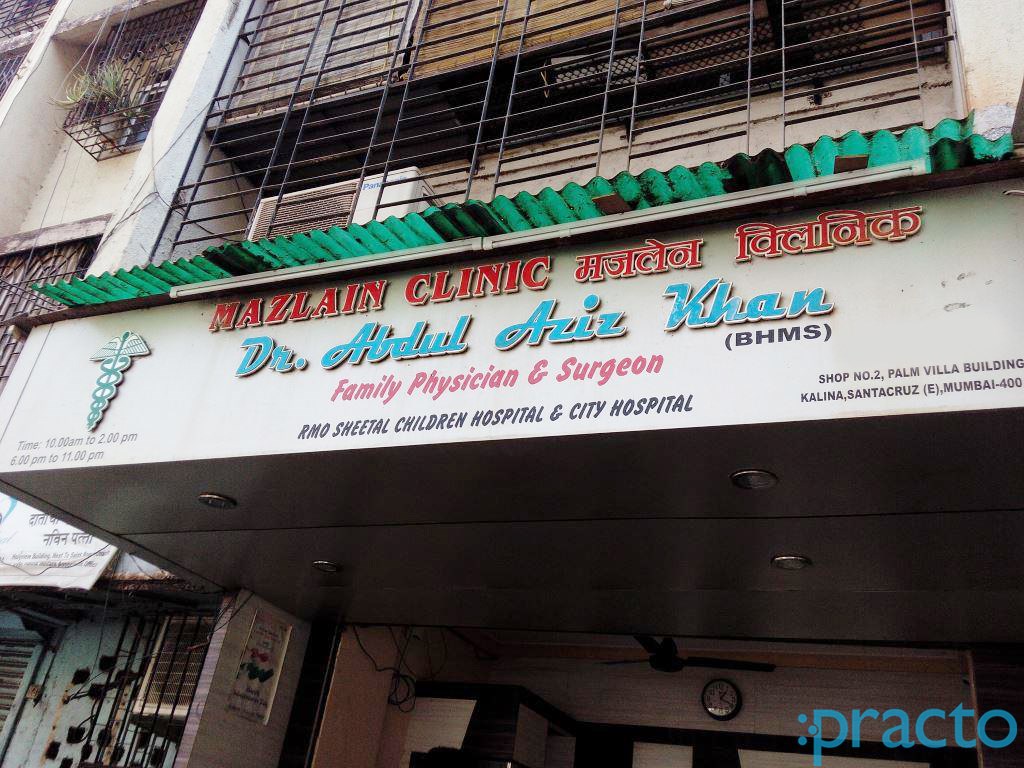 Pan
MAZLAIN CLINIC मजलेन क्लिनिक
Dr. Abdul Aziz Khan
(BHMS)
Family Physician & Surgeon
RMO SHEETAL CHILDREN HOSPITAL & CITY HOSPITAL
SHOP NO.2, PALM VILLA BUILDING
KALINA,SANTACRUZ (E),MUMBAI-400
Time: 10.00am to 2.00 pm
6.00 pm to 11.00 pm
नविन पत्ता
:practo